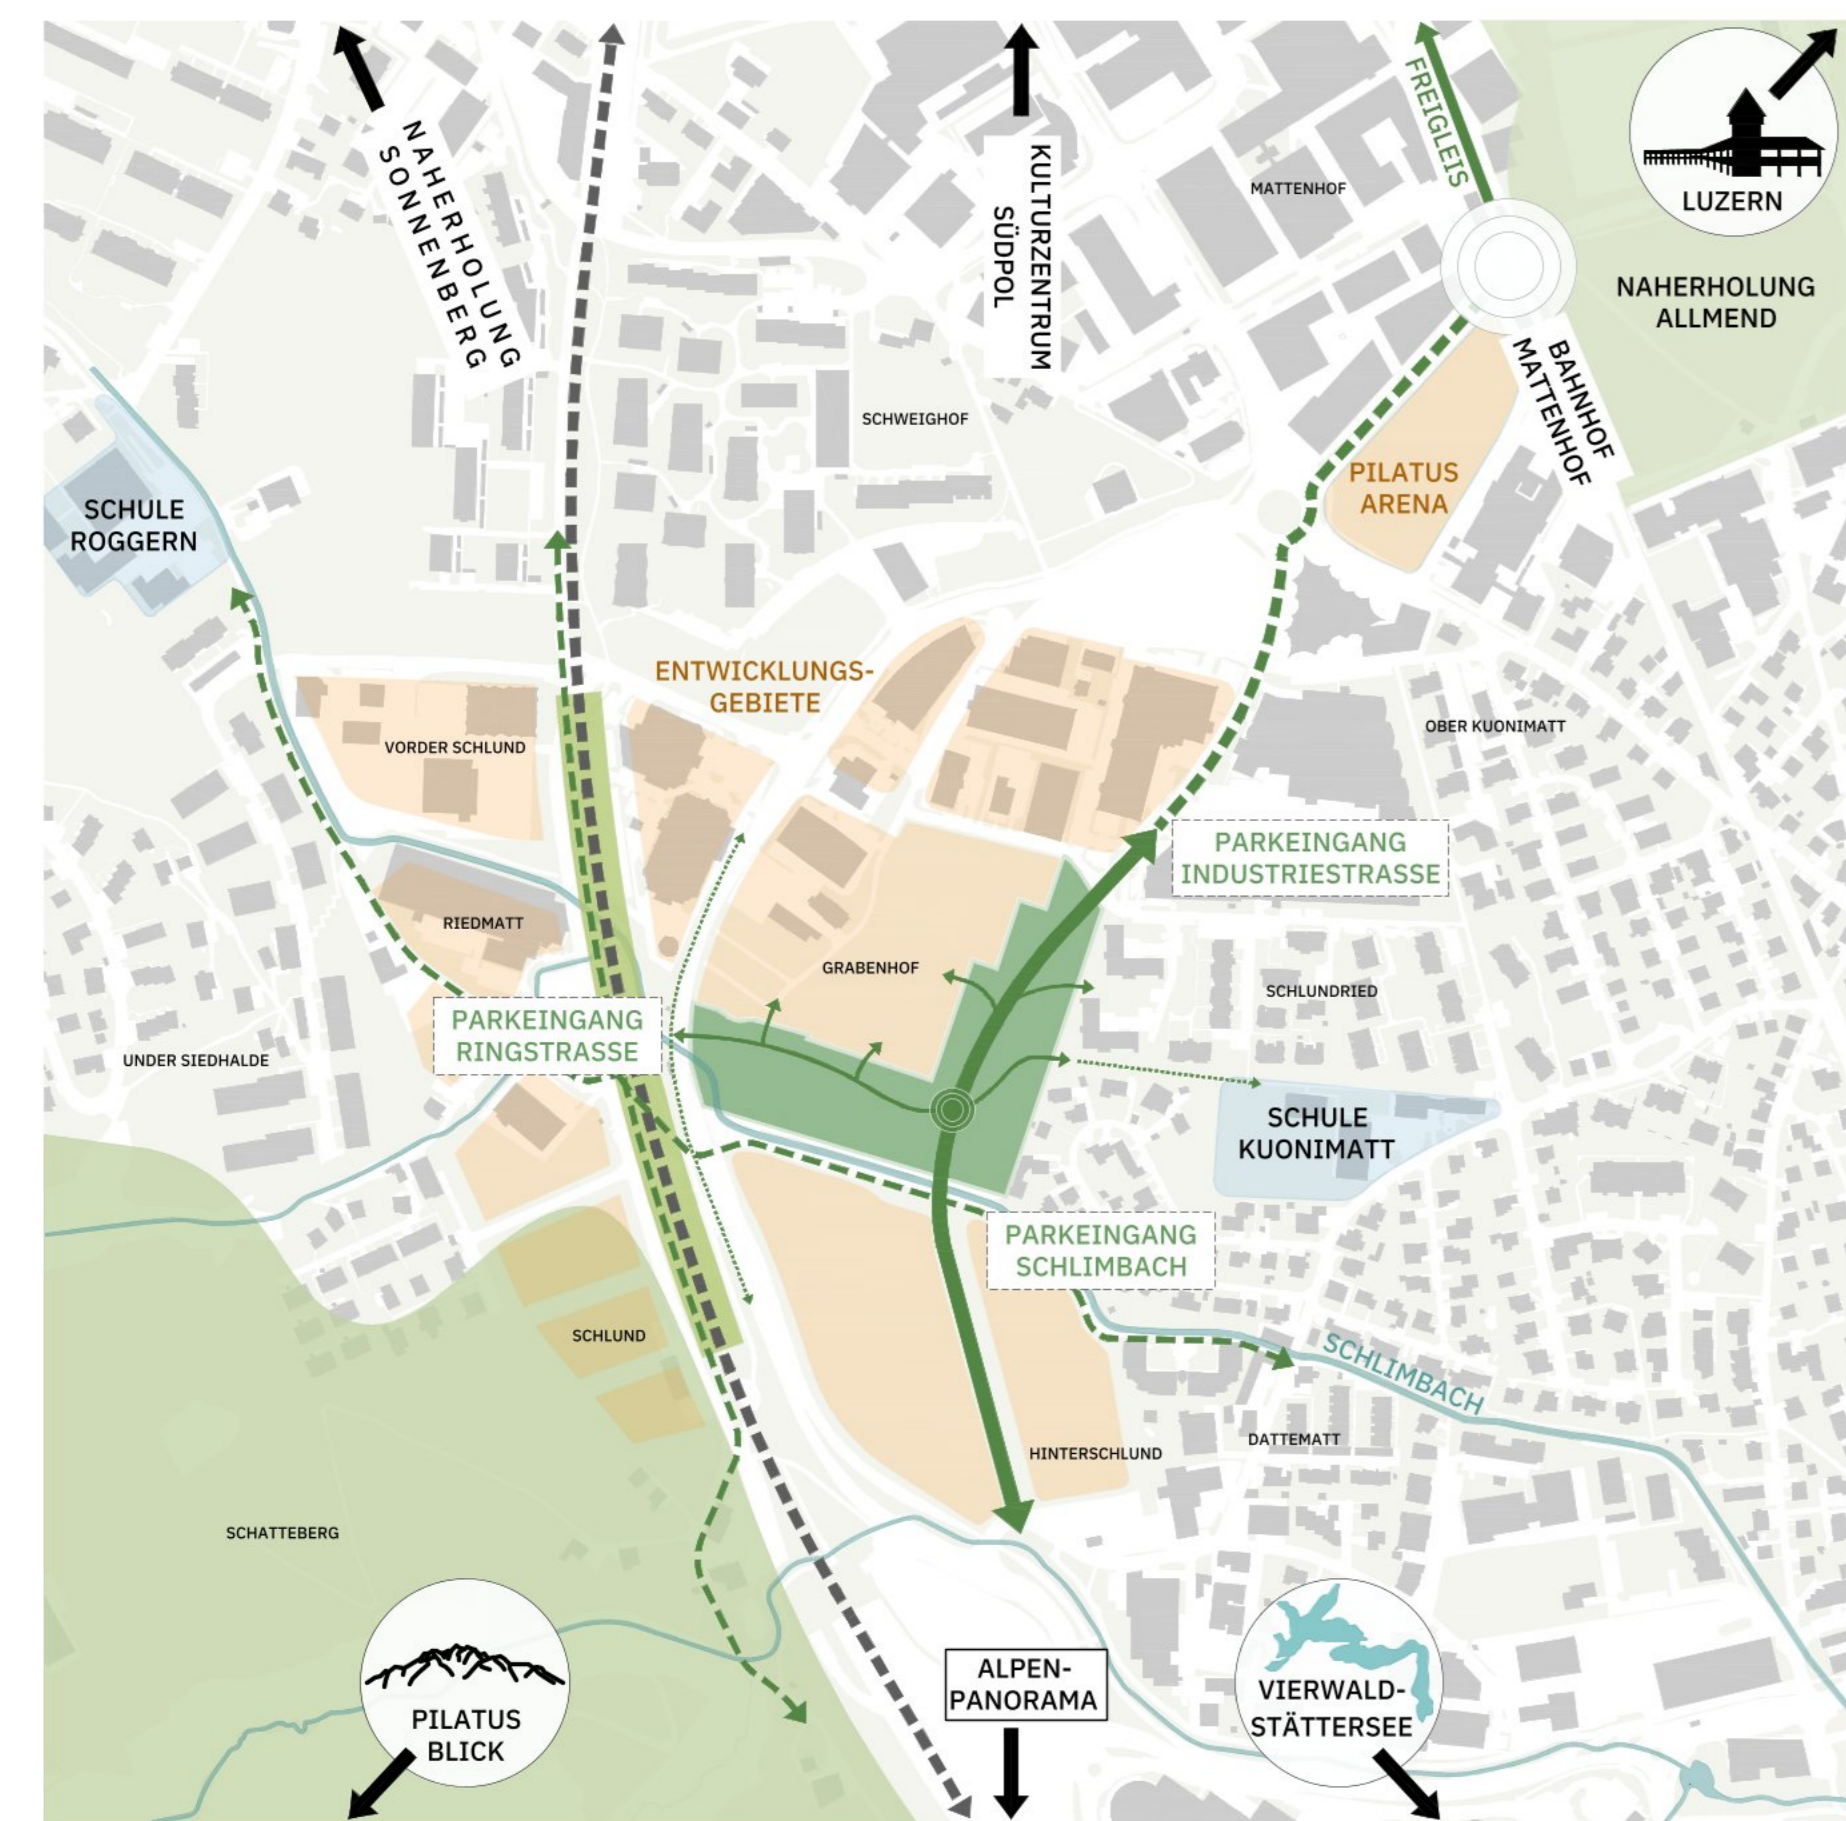 NAHERHOLUNG
SONNENBERG
KULTURZENTRUM
SÜDPOL
MATTENHOF
FREIGLEIS
LUZERN
NAHERHOLUNG
ALLMEND
BAHNHOF
MATTENHOF
SCHWEIGHOF
PILATUS
ARENA
SCHULE
ROGGERN
ENTWICKLUNGS-
GEBIETE
VORDER SCHLUND
OBER KUONIMATT
PARKEINGANG
INDUSTRIESTRASSE
RIEDMATT
GRABENHOF
SCHLUNDRIED
PARKEINGANG
RINGSTRASSE
UNDER SIEDHALDE
SCHULE
KUONIMATT
PARKEINGANG
SCHLIMBACH
SCHLUND
SCHLIMBACH
HINTERSCHLUND
DATTEMATT
SCHATTEBERG
PILATUS
BLICK
ALPEN-
PANORAMA
VIERWALD-
STÄTTERSEE